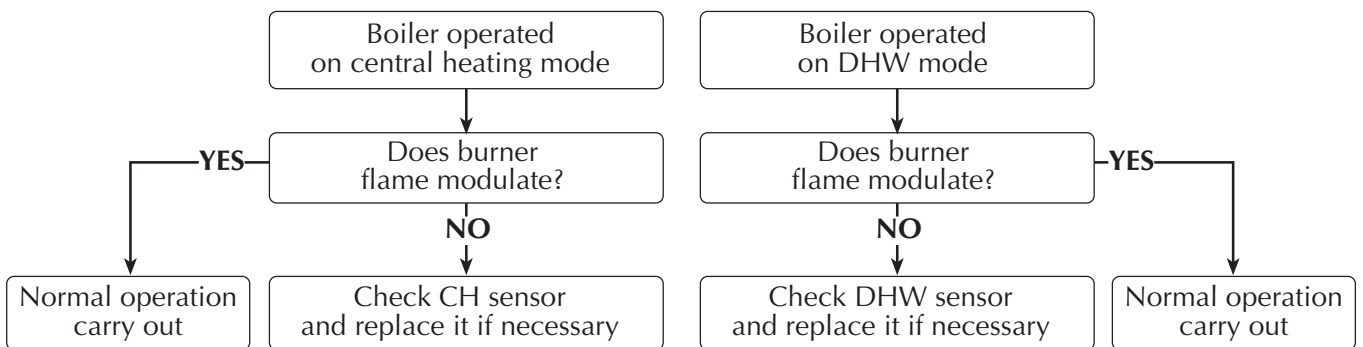 Boiler operated
on central heating mode
Boiler operated
on DHW mode
YES
Does burner
flame modulate?
Does burner
flame modulate?
YES
NO
NO
Normal operation
carry out
Check CH sensor
and replace it if necessary
Check DHW sensor
and replace it if necessary
Normal operation
carry out